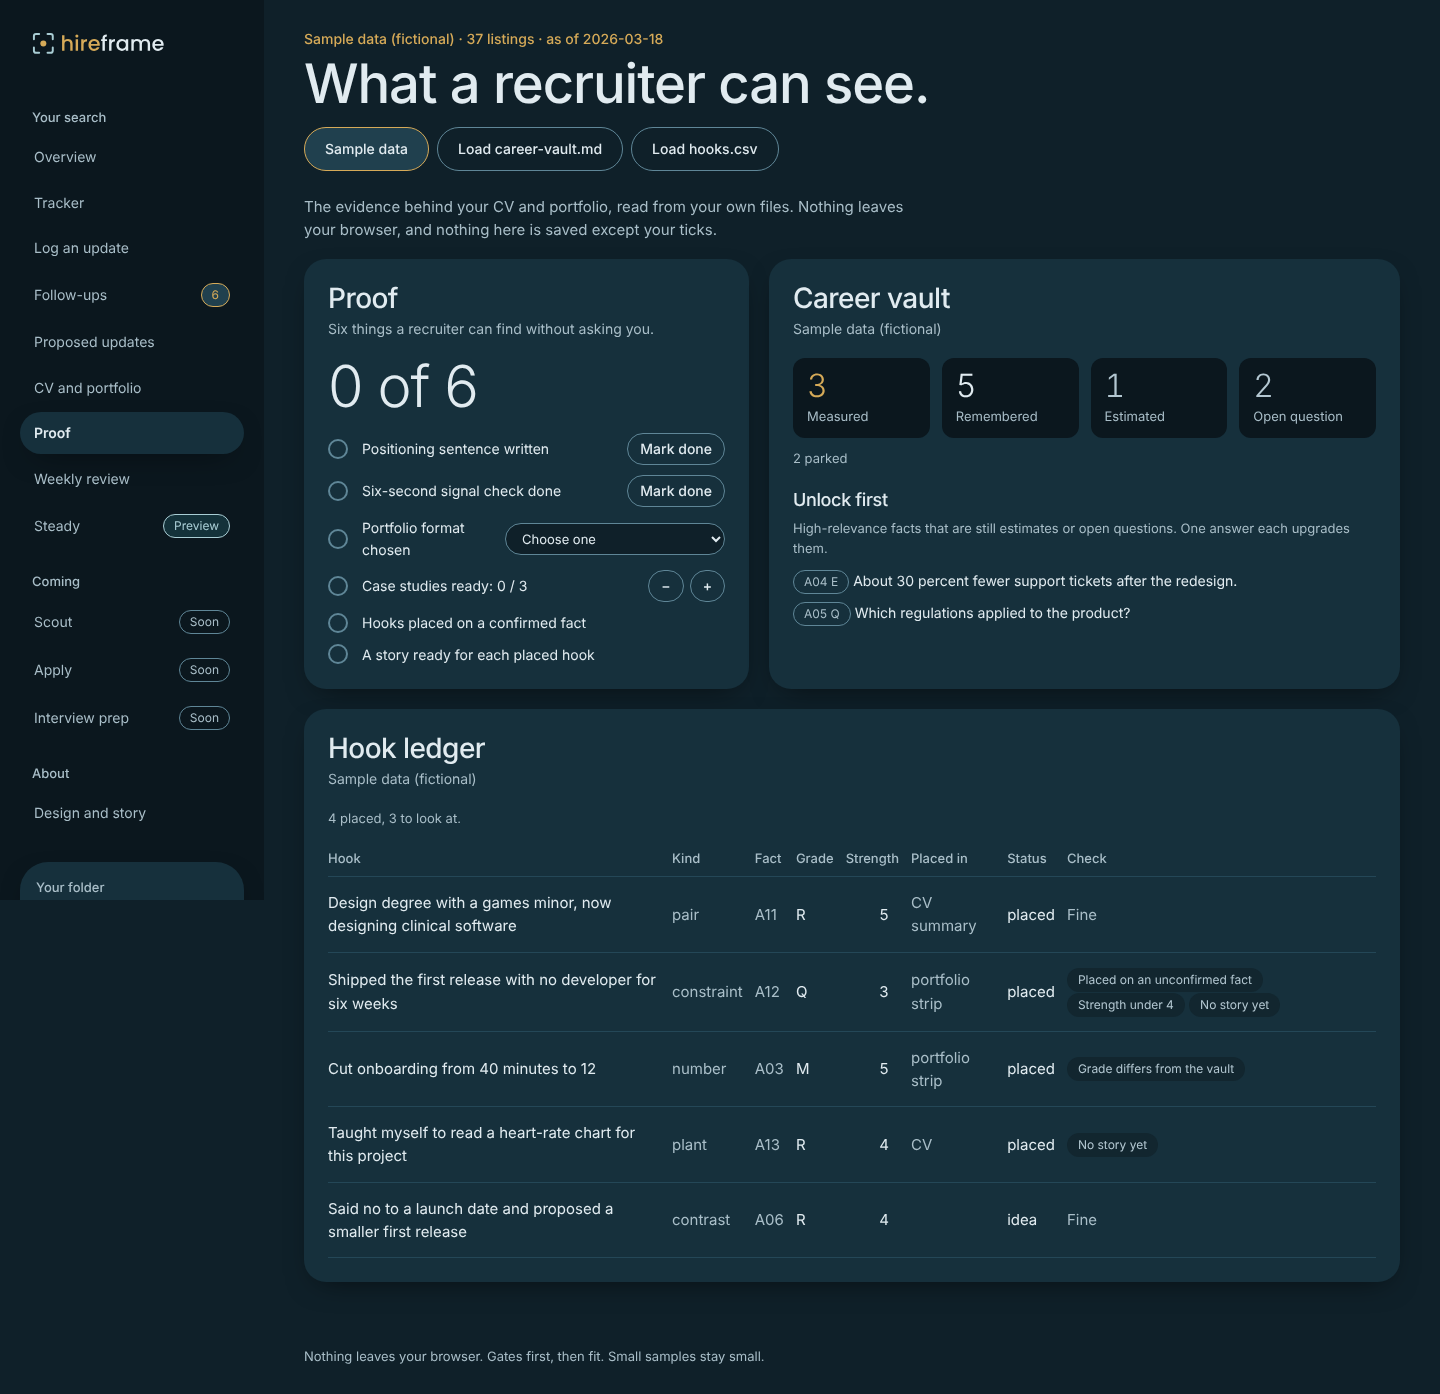 hireframe
Your search
Overview
Tracker
Log an update
Follow-ups 6
Proposed updates
CV and portfolio
Proof
Weekly review
Steady Preview
Coming
Scout Soon
Apply Soon
Interview prep Soon
About
Design and story
Your folder
Sample data (fictional) · 37 listings · as of 2026-03-18
What a recruiter can see.
Sample data Load career-vault.md Load hooks.csv
The evidence behind your CV and portfolio, read from your own files. Nothing leaves
your browser, and nothing here is saved except your ticks.
Proof
Six things a recruiter can find without asking you.
0 of 6
Positioning sentence written Mark done
Six-second signal check done Mark done
Portfolio format
chosen
Choose one
Case studies ready: 0 / 3 − +
Hooks placed on a confirmed fact
A story ready for each placed hook
Career vault
Sample data (fictional)
3 5 1 2
Measured Remembered Estimated Open question
2 parked
Unlock first
High-relevance facts that are still estimates or open questions. One answer each upgrades
them.
A04 E About 30 percent fewer support tickets after the redesign.
A05 Q Which regulations applied to the product?
Hook ledger
Sample data (fictional)
4 placed, 3 to look at.
Hook Kind Fact Grade Strength Placed in Status Check
Design degree with a games minor, now
designing clinical software
pair A11 R 5
CV
summary
placed Fine
Shipped the first release with no developer for
six weeks
constraint A12 Q 3
portfolio
strip
placed
Placed on an unconfirmed fact
Strength under 4 No story yet
Cut onboarding from 40 minutes to 12
number A03 M 5
portfolio
strip
placed Grade differs from the vault
Taught myself to read a heart-rate chart for
this project
plant A13 R 4 CV placed No story yet
Said no to a launch date and proposed a
smaller first release
contrast A06 R 4 idea Fine
Nothing leaves your browser. Gates first, then fit. Small samples stay small.